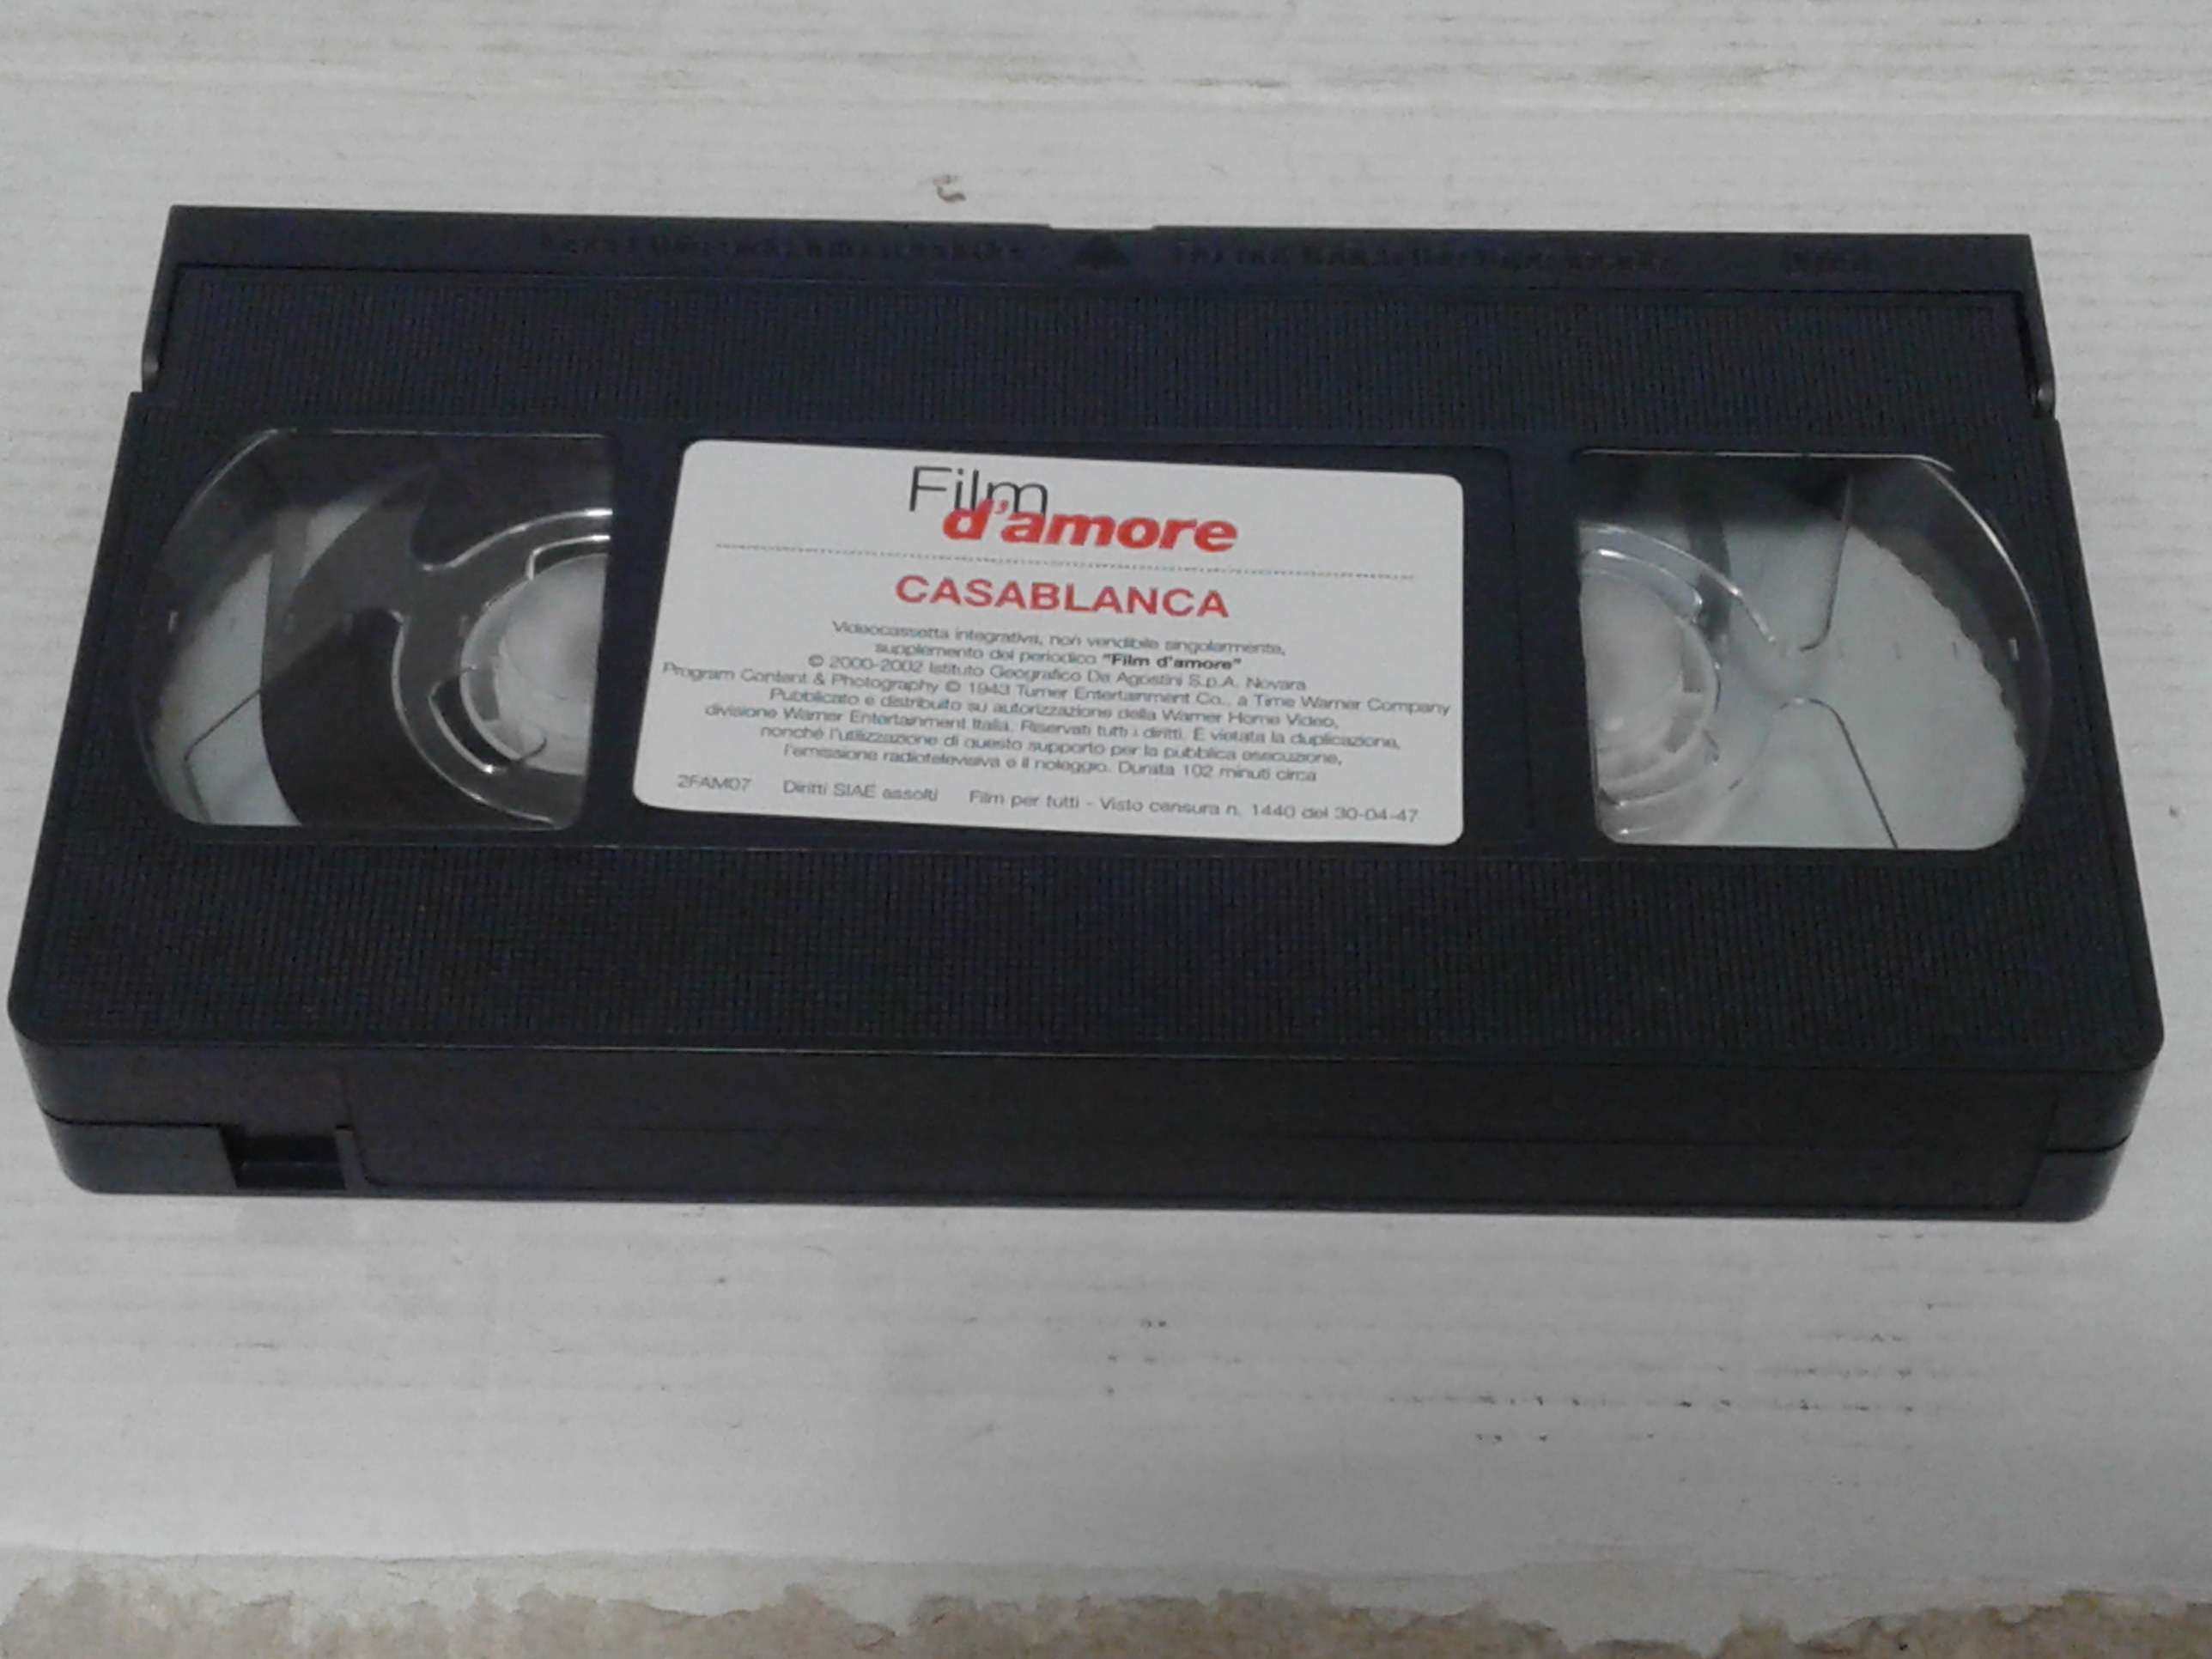 Film
d'amore
CASABLANCA
Videocassetta integrativa, non vendibile singolarmente,
supplemento del periodico "Film d'amore"
© 2000-2002 Istituto Geografico De Agostini S.p.A. Novara
Program Content & Photography © 1943 Turner Entertainment Co., a Time Warner Company
Pubblicato e distribuito su autorizzazione della Warner Home Video,
divisione Warner Entertainment Italia. Riservati tutti i diritti. È vietata la duplicazione,
nonché l'utilizzazione di questo supporto per la pubblica esecuzione,
l'emissione radiotelevisiva e il noleggio. Durata 102 minuti circa
2FAM07 Diritti SIAE assolti Film per tutti - Visto censura n. 1440 del 30-04-47